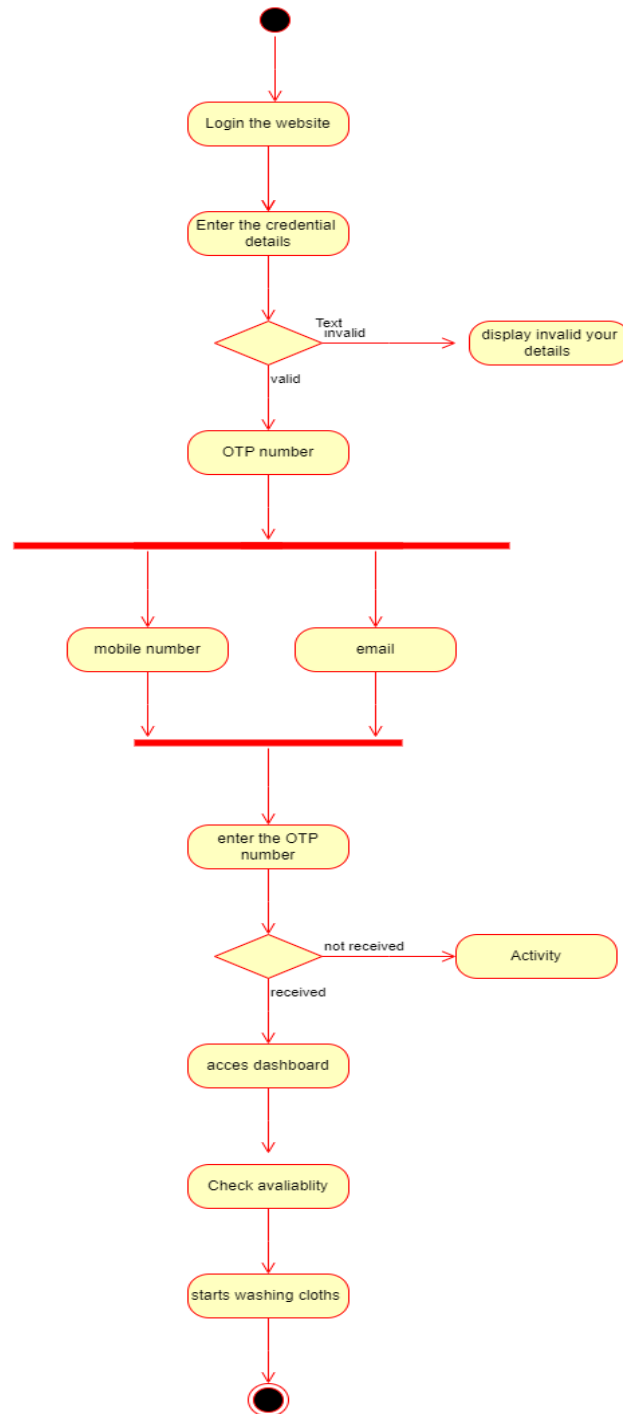 Login the website
Enter the credential
details
Text
invalid
display invalid your
details
valid
OTP number
mobile number
email
enter the OTP
number
not received
Activity
received
acces dashboard
Check avaliablity
starts washing cloths